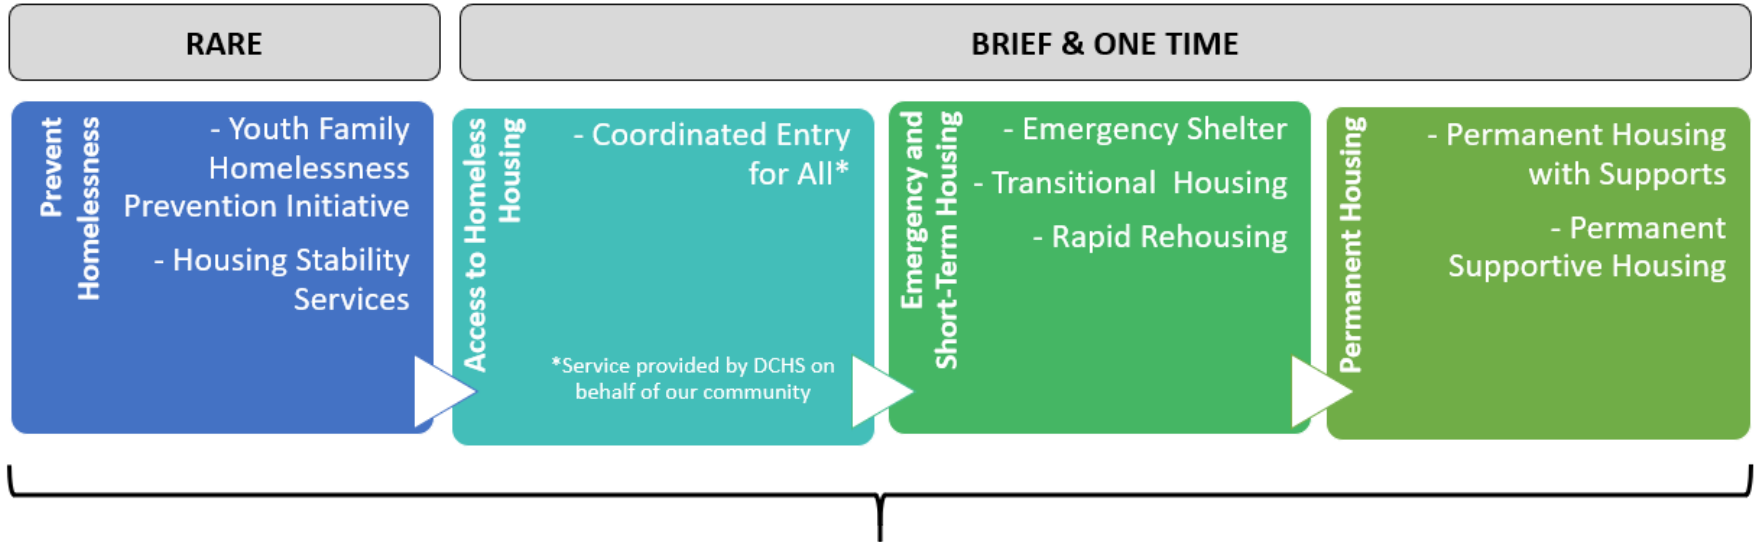 RARE
BRIEF & ONE TIME
Prevent
Homelessness
- Youth Family
Homelessness
Prevention Initiative
- Housing Stability
Services
Access to Homeless
Housing
- Coordinated Entry
for All*
*Service provided by DCHS on
behalf of our community
Emergency and
Short-Term Housing
- Emergency Shelter
- Transitional Housing
- Rapid Rehousing
Permanent Housing
- Permanent Housing
with Supports
- Permanent
Supportive Housing